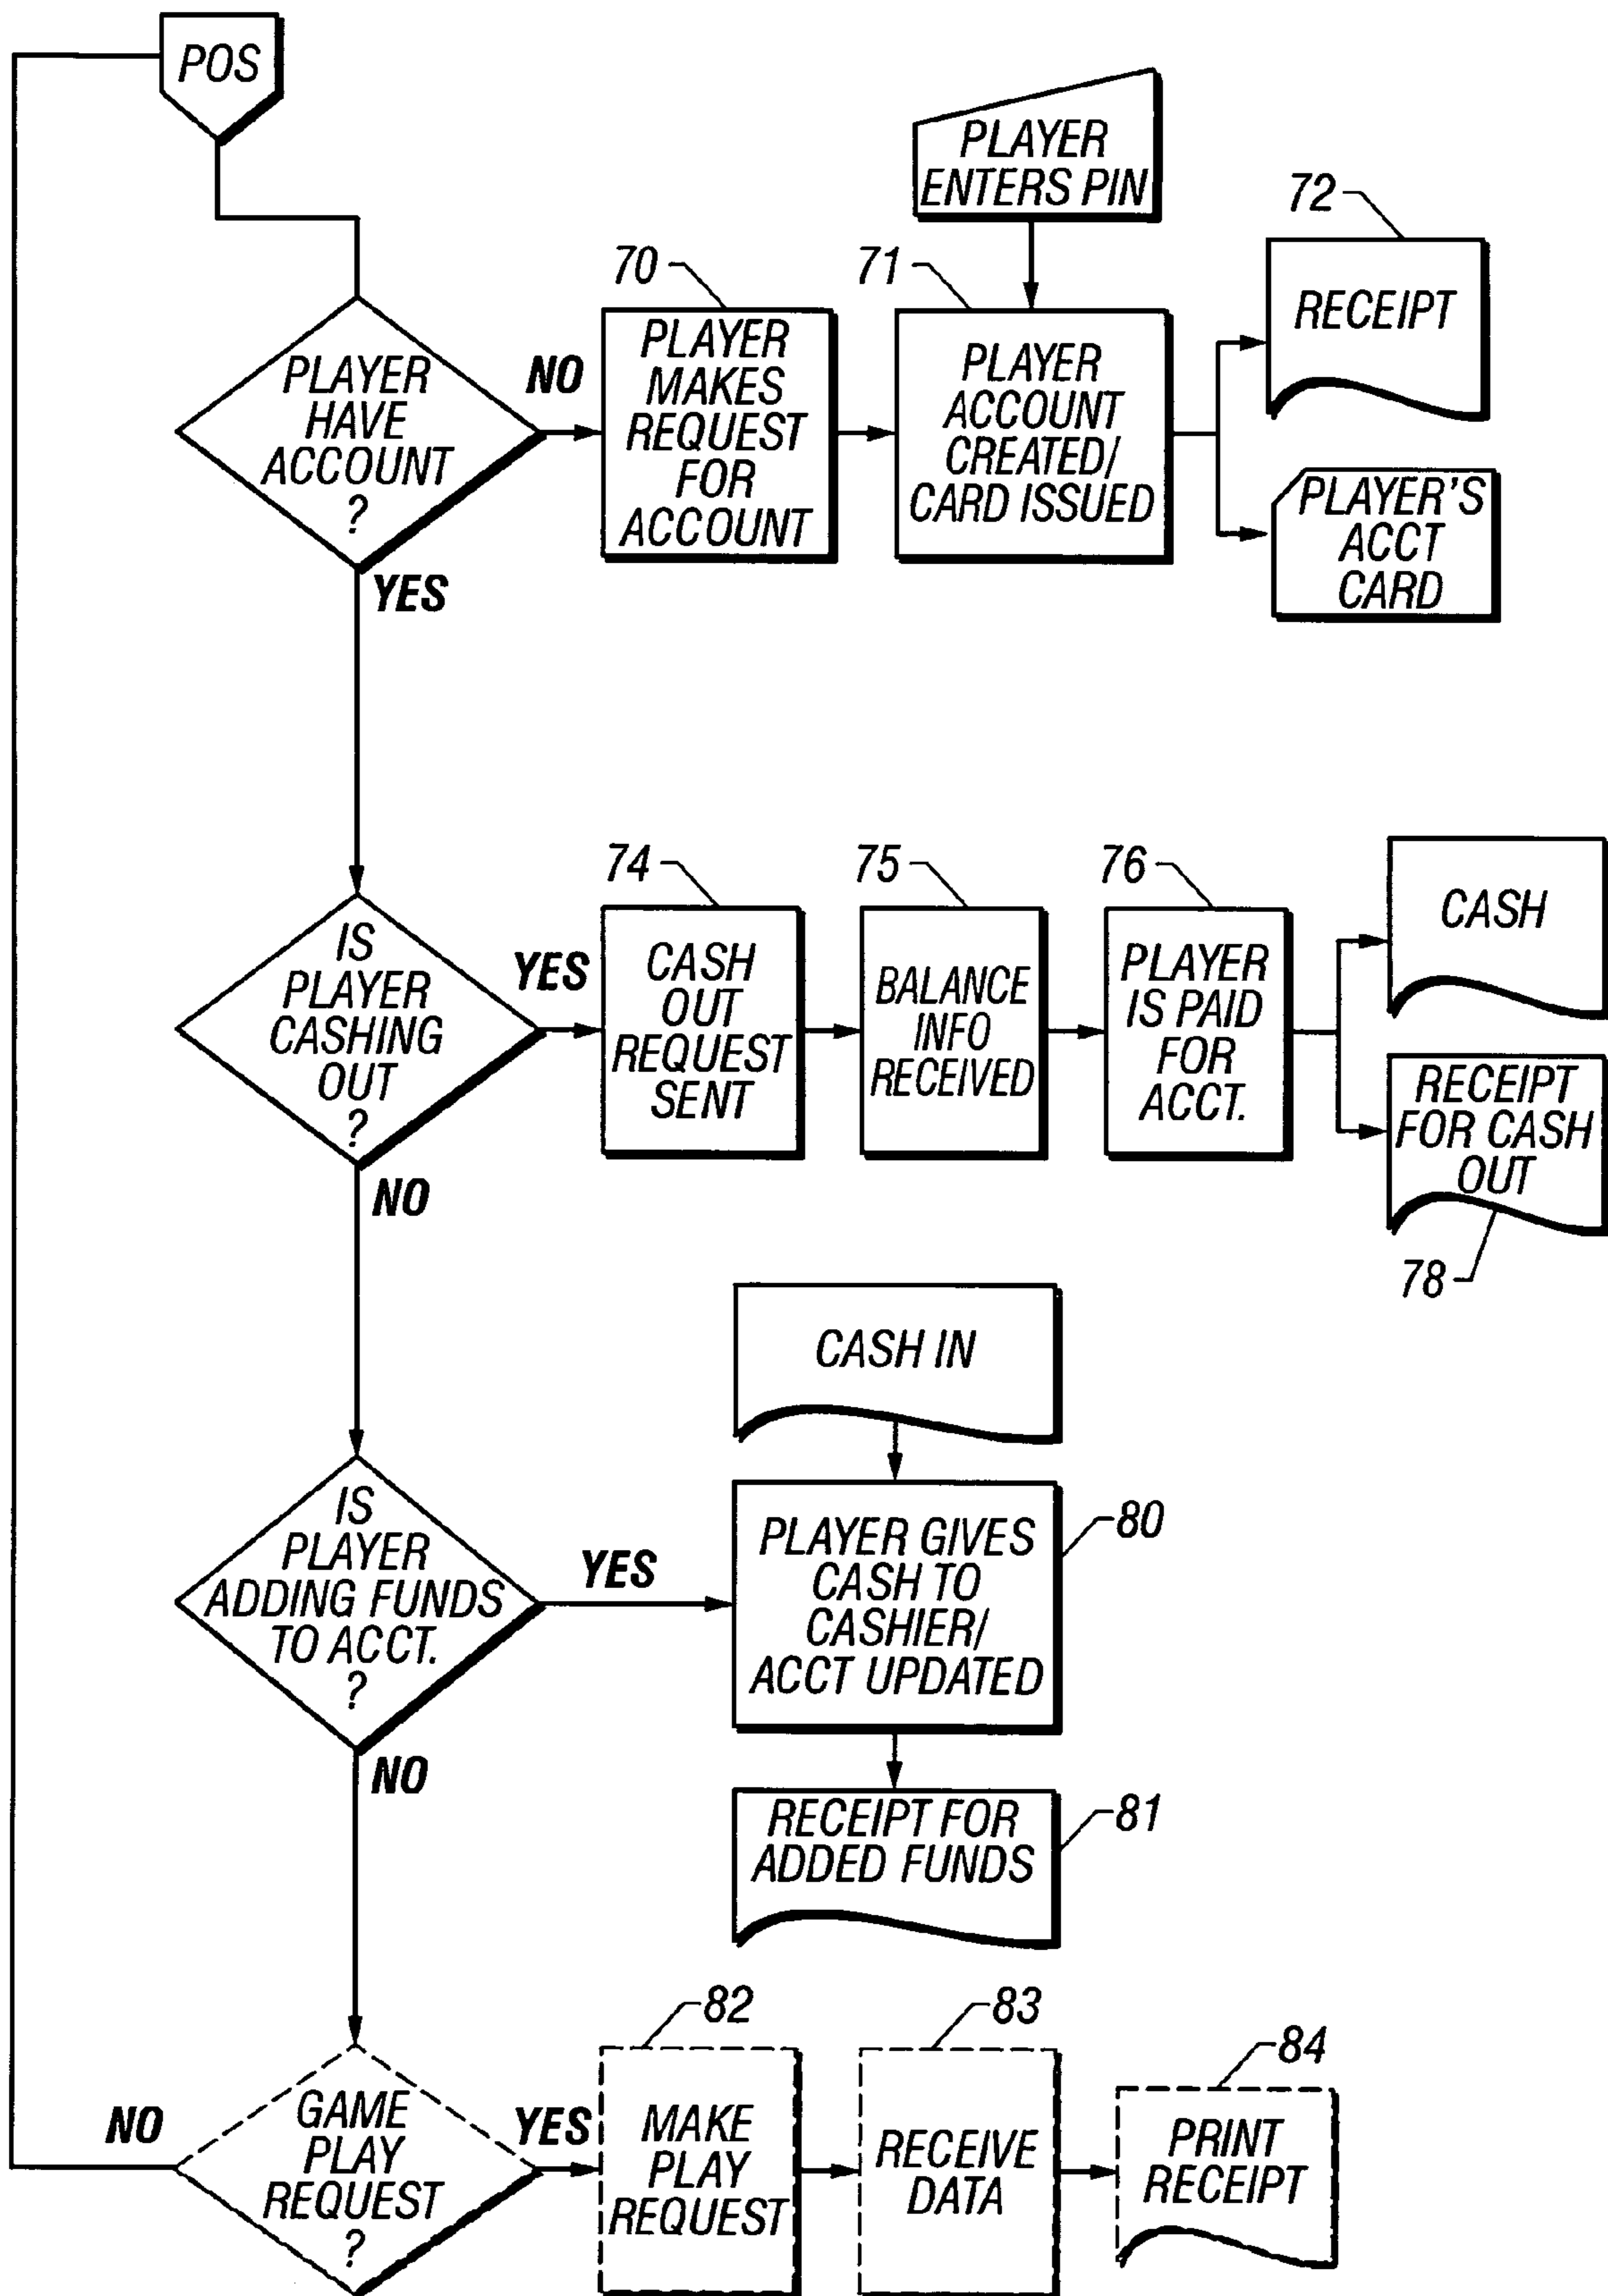 POS
PLAYER
ENTERS PIN
72
70
71
RECEIPT
PLAYER
HAVE
ACCOUNT
?
NO
PLAYER
MAKES
REQUEST
FOR
ACCOUNT
PLAYER
ACCOUNT
CREATED/
CARD ISSUED
PLAYER'S
ACCT
CARD
YES
74
75
76
CASH
IS
PLAYER
CASHING
OUT
?
YES
CASH
OUT
REQUEST
SENT
BALANCE
INFO
RECEIVED
PLAYER
IS PAID
FOR
ACCT.
RECEIPT
FOR CASH
OUT
78
NO
CASH IN
IS
PLAYER
ADDING FUNDS
TO ACCT.
?
YES
PLAYER GIVES
CASH TO
CASHIER/
ACCT UPDATED
80
NO
RECEIPT FOR
ADDED FUNDS
81
82
83
84
NO
GAME
PLAY
REQUEST
?
YES
MAKE
PLAY
REQUEST
RECEIVE
DATA
PRINT
RECEIPT